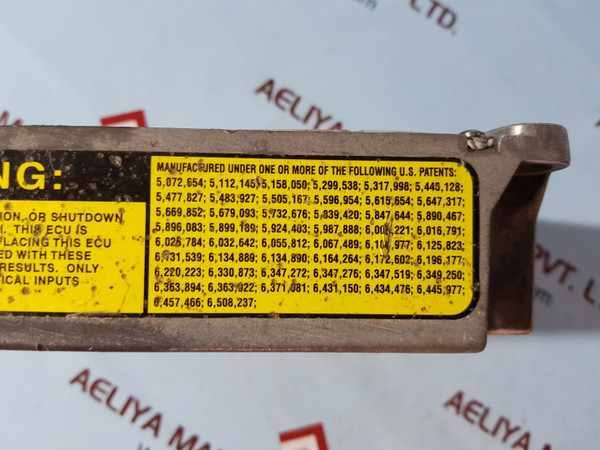 NG:
ION, OR SHUTDOWN
I. THIS ECU IS
PLACING THIS ECU
ED WITH THESE
RESULTS. ONLY
ICAL INPUTS
MANUFACTURED UNDER ONE OR MORE OF THE FOLLOWING U.S. PATENTS:
5,072,654; 5,112,145; 5,158,050; 5,299,538; 5,317,998; 5,445,128;
5,477,827; 5,483,927; 5,505,167; 5,596,954; 5,615,654; 5,647,317;
5,669,852; 5,679,093; 5,732,676; 5,839,420; 5,847,644; 5,890,467;
5,896,083; 5,899,189; 5,924,403; 5,987,888; 6,016,791;
6,026,784; 6,032,642; 6,055,812; 6,067,489; 6,125,823;
6,131,539; 6,134,889; 6,134,890; 6,164,264; 6,172,602; 6,196,177;
6,220,223; 6,330,873; 6,347,272; 6,347,276; 6,347,519; 6,349,250;
6,363,894; 6,363,922; 6,371,081; 6,431,150; 6,434,476; 6,445,977;
6,457,466; 6,508,237;
LTD.
AELIYA MA
PVT. L
AELIYA MA
AELIYA